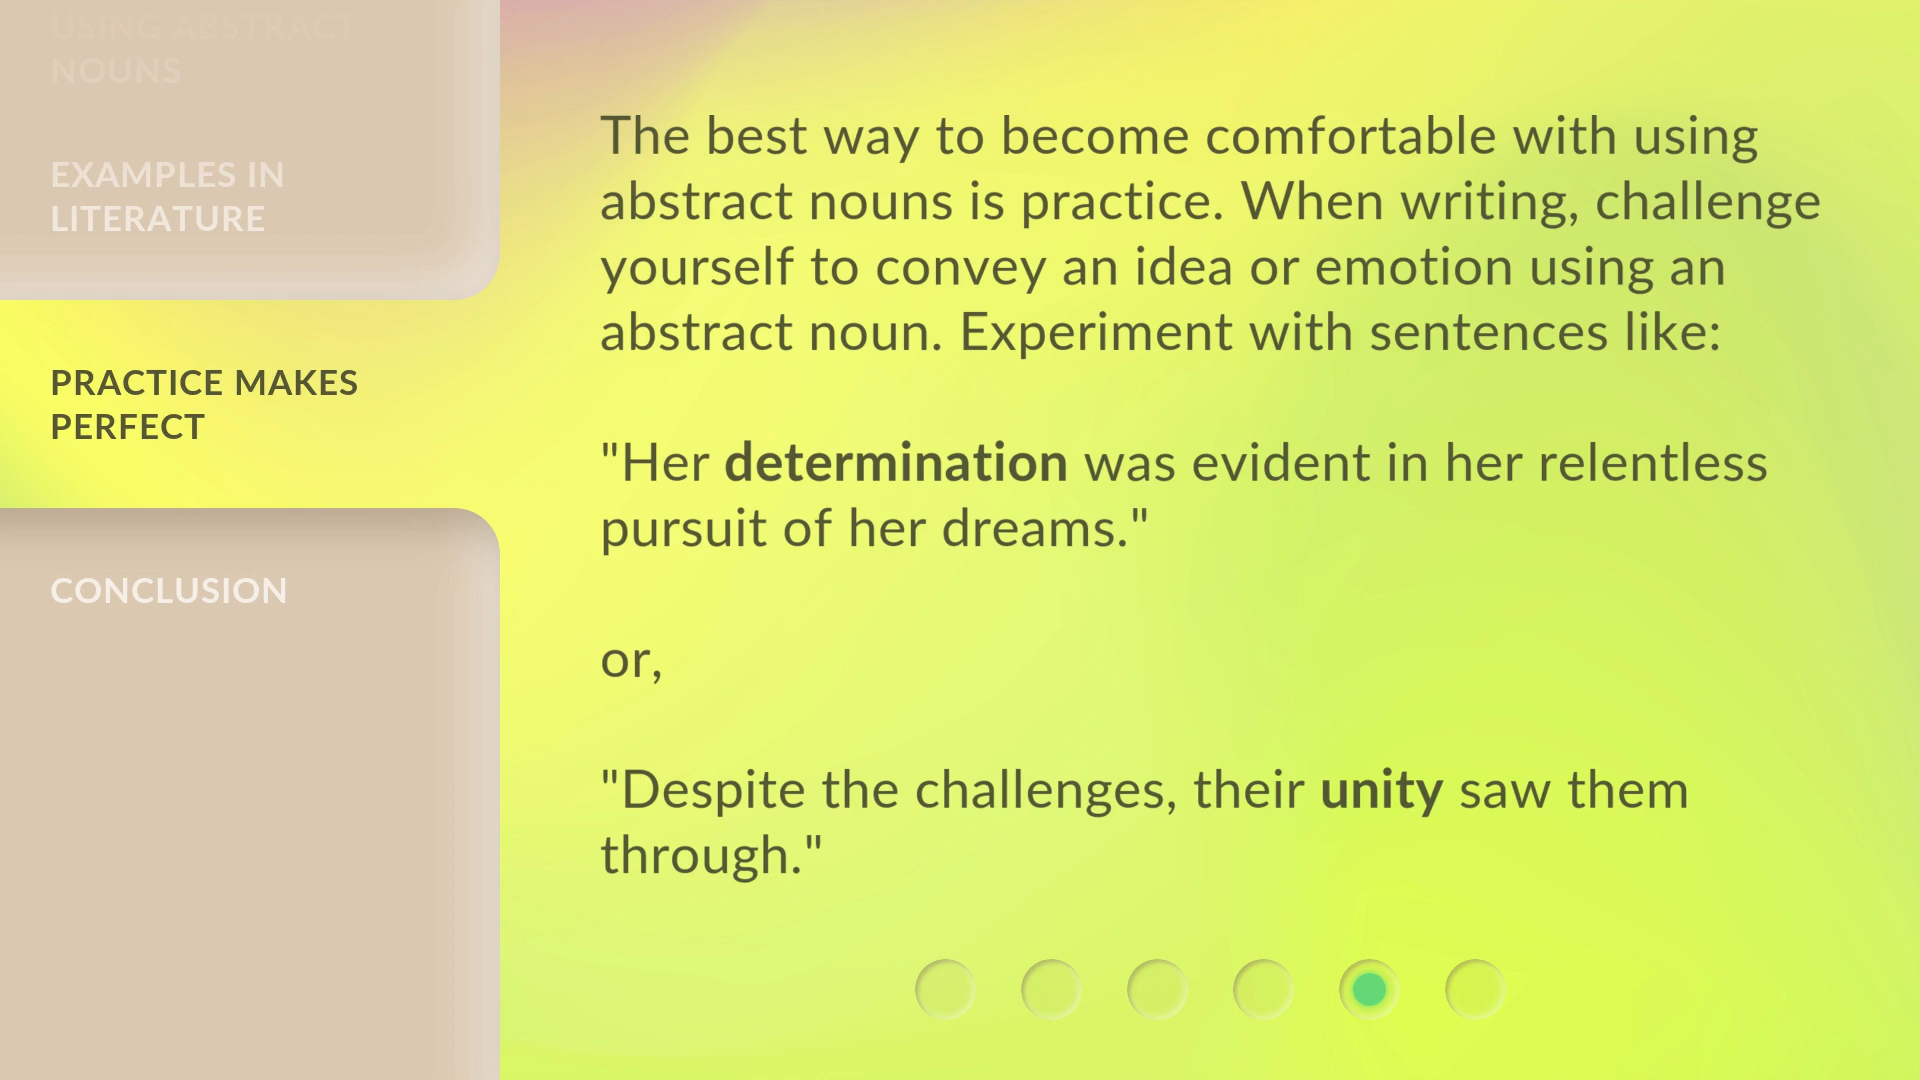 USING ABSTRACT
NOUNS
EXAMPLES IN
LITERATURE
PRACTICE MAKES
PERFECT
CONCLUSION
The best way to become comfortable with using
abstract nouns is practice. When writing, challenge
yourself to convey an idea or emotion using an
abstract noun. Experiment with sentences like:
"Her determination was evident in her relentless
pursuit of her dreams."
or,
"Despite the challenges, their unity saw them
through."